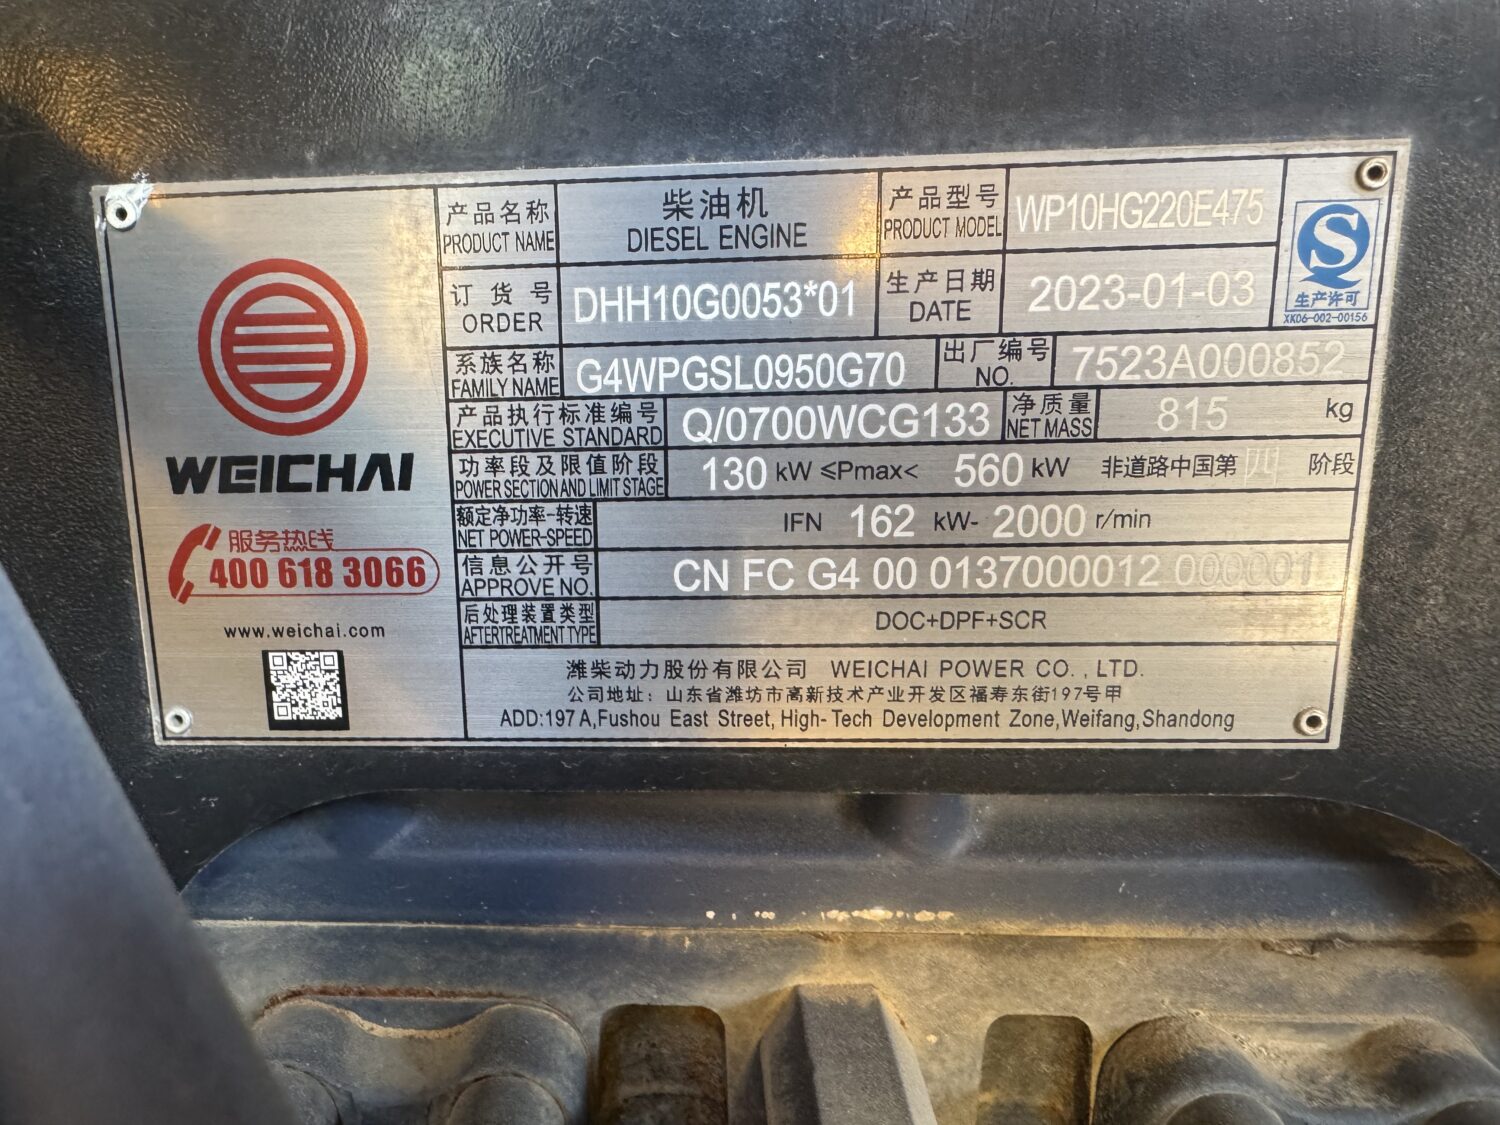 产品名称
PRODUCT NAME
柴油机
DIESEL ENGINE
产品型号
PRODUCT MODEL
WP10HG220E475
订货号
ORDER
DHH10G0053*01
生产日期
DATE
2023-01-03
S
生产许可
XK06-002-00156
系族名称
FAMILY NAME
G4WPGSL0950G70
出厂编号
NO.
7523A000852
产品执行标准编号
EXECUTIVE STANDARD
Q/0700WCG133
净质量
NET MASS
815 kg
功率段及限值阶段
POWER SECTION AND LIMIT STAGE
130 kW ≤Pmax< 560 kW 非道路中国第四阶段
额定净功率-转速
NET POWER-SPEED
IFN 162 kW- 2000 r/min
信息公开号
APPROVE NO.
CN FC G4 00 0137000012 000001
后处理装置类型
AFTERTREATMENT TYPE
DOC+DPF+SCR
潍柴动力股份有限公司 WEICHAI POWER CO., LTD.
公司地址：山东省潍坊市高新技术产业开发区福寿东街197号甲
ADD:197 A,Fushou East Street, High-Tech Development Zone,Weifang,Shandong
WEICHAI
服务热线
400 618 3066
www.weichai.com